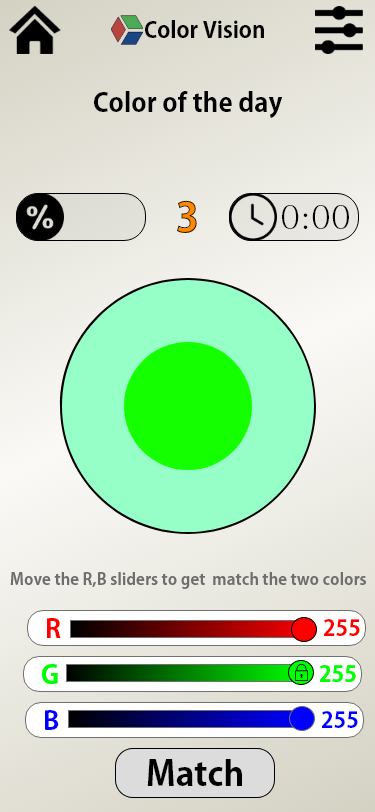 Color Vision
Color of the day
%
3
0:00
Move the R,B sliders to get match the two colors
R 255
G 255
B 255
Match